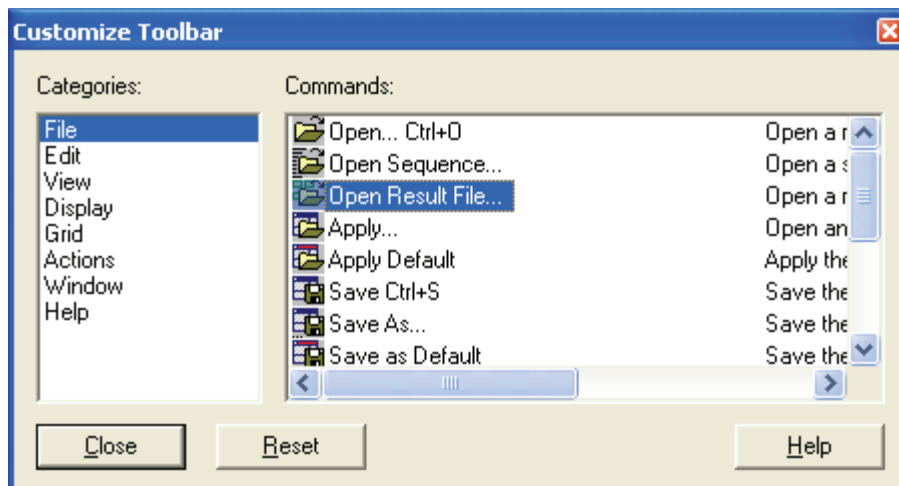 Customize Toolbar
Categories:
Commands:
File
Edit
View
Display
Grid
Actions
Window
Help
Open... Ctrl+O Open a
Open Sequence... Open a
Open Result File... Open a
Apply... Open an
Apply Default Apply the
Save Ctrl+S Save the
Save As... Save the
Save as Default Save the
Close
Reset
Help